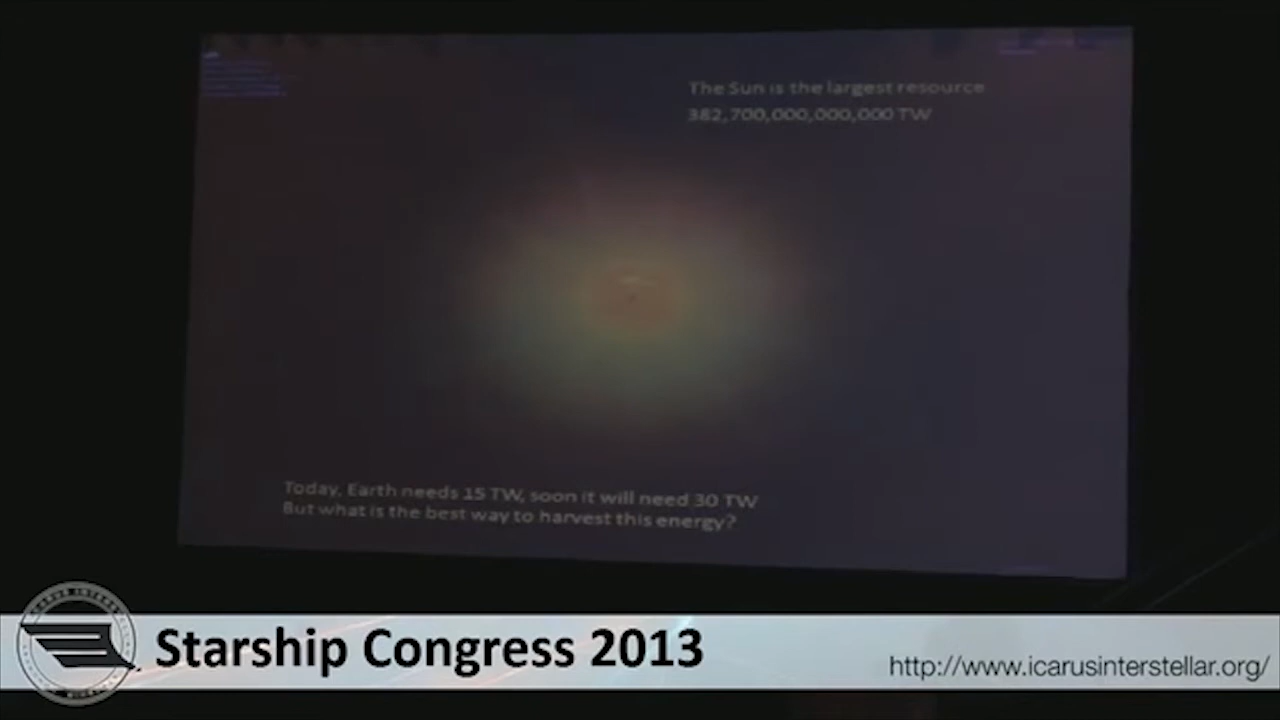 The Sun is the largest resource
382,700,000,000,000 TW
Today, Earth needs 15 TW, soon it will need 30 TW
But what is the best way to harvest this energy?
Starship Congress 2013
http://www.icarusinterstellar.org/